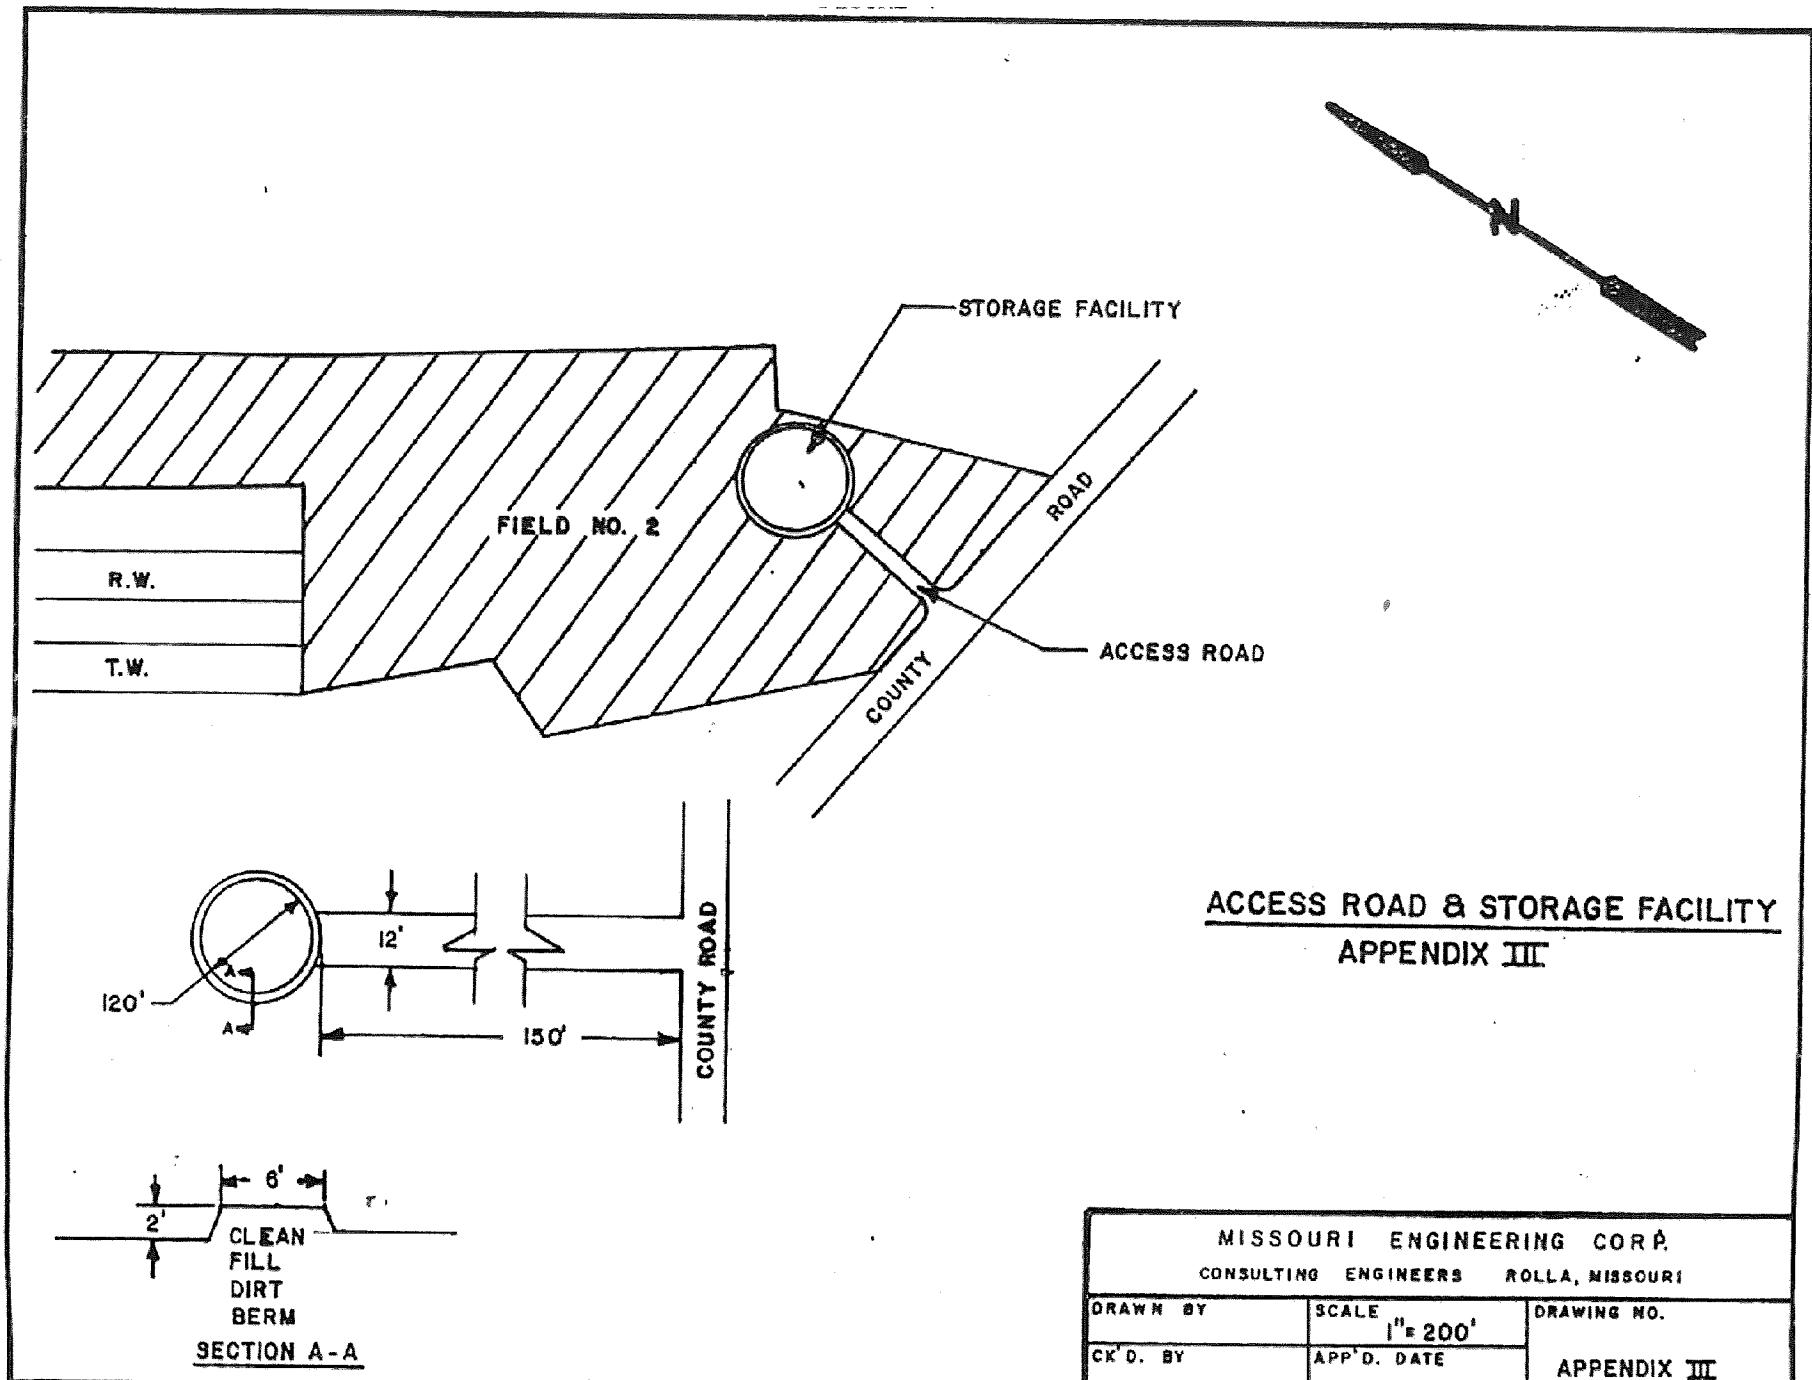 N
STORAGE FACILITY
FIELD NO. 2
ROAD
R.W.
T.W.
ACCESS ROAD
COUNTY
12'
COUNTY ROAD
120'
A
A
150'
ACCESS ROAD & STORAGE FACILITY
APPENDIX III
6'
2'
CLEAN
FILL
DIRT
BERM
SECTION A-A
MISSOURI ENGINEERING CORP.
CONSULTING ENGINEERS ROLLA, MISSOURI
DRAWN BY
SCALE
1"= 200'
DRAWING NO.
CK'D. BY
APP'D. DATE
APPENDIX III